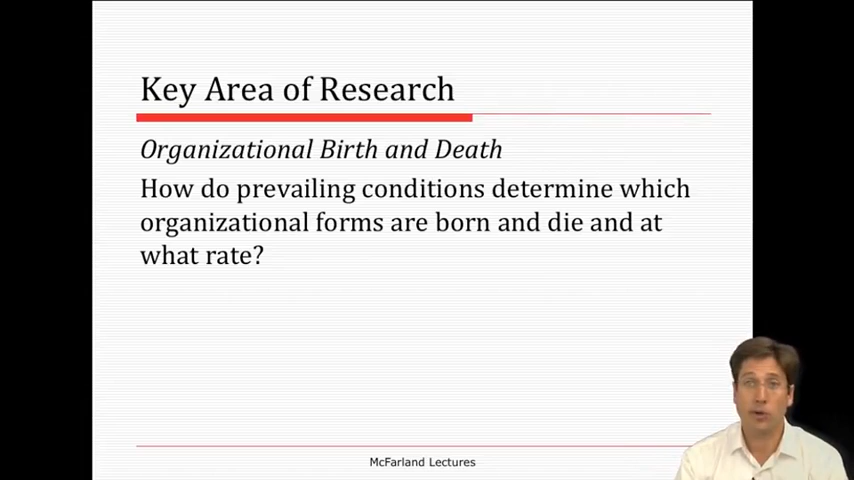 Key Area of Research
Organizational Birth and Death
How do prevailing conditions determine which
organizational forms are born and die and at
what rate?
McFarland Lectures